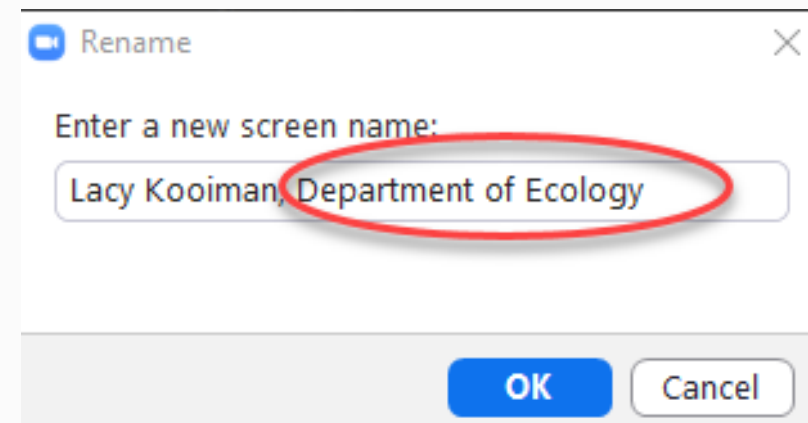 Rename
Enter a new screen name:
Lacy Kooiman, Department of Ecology
OK Cancel